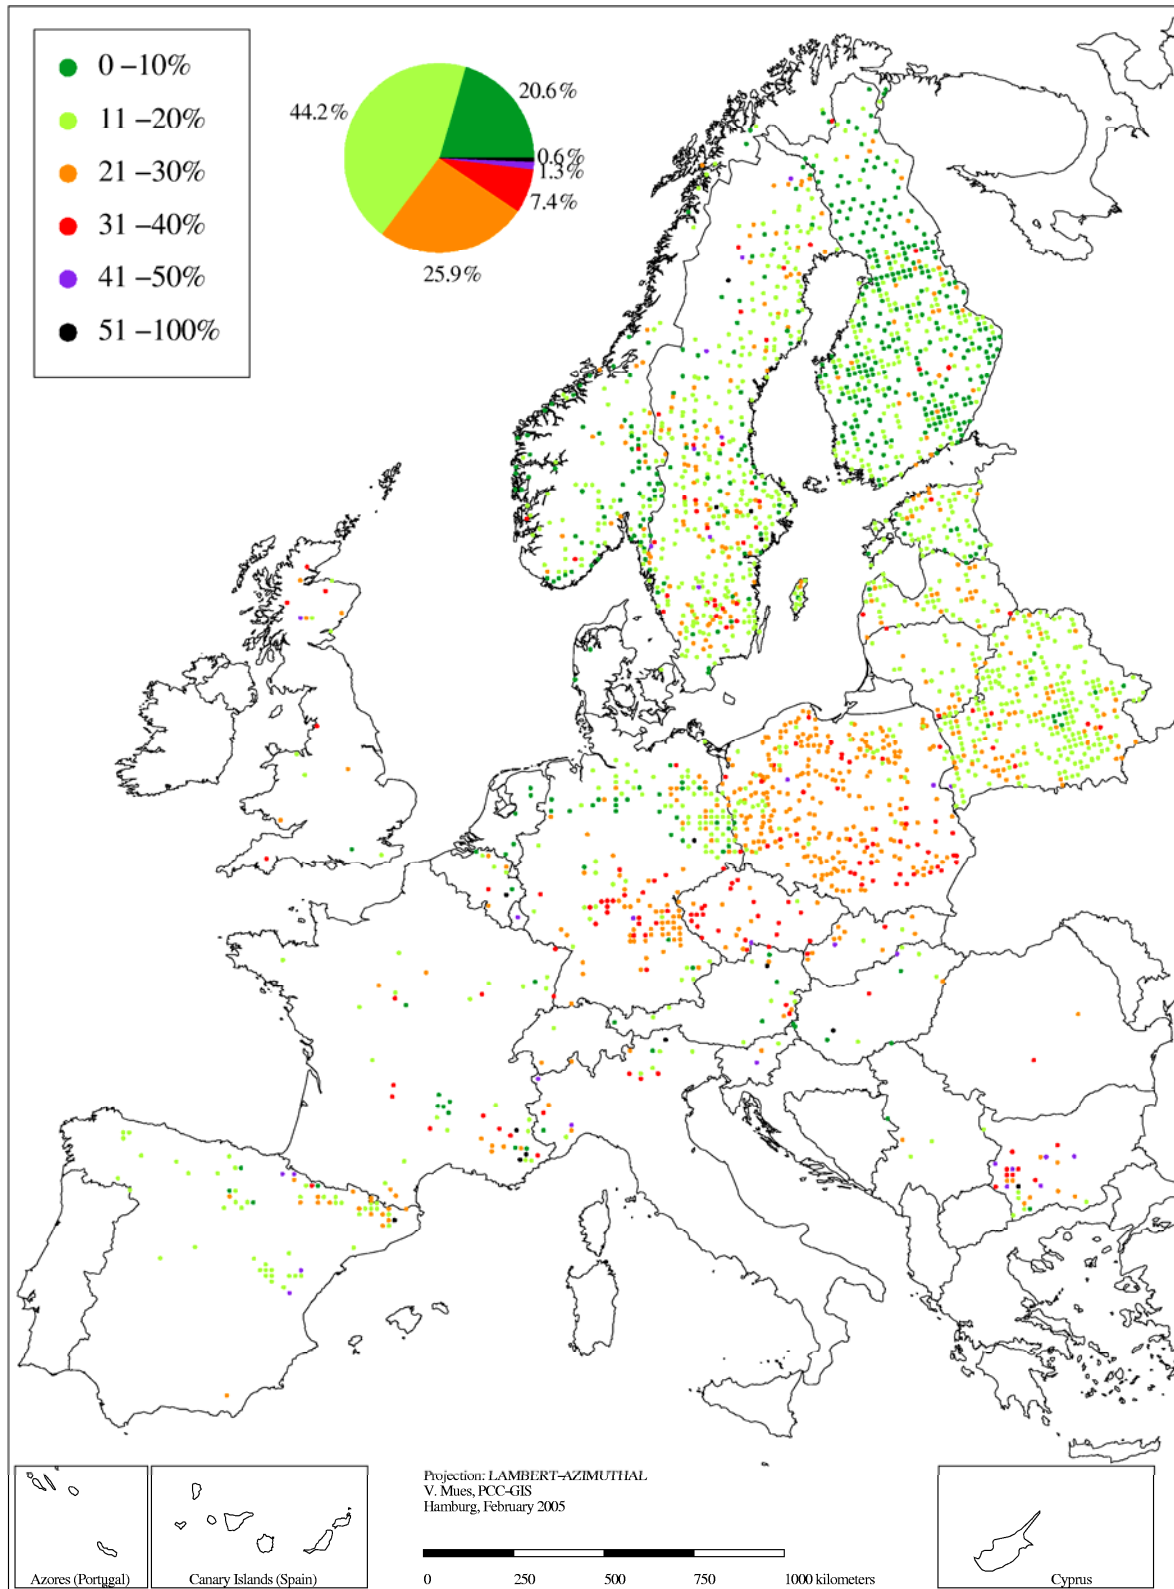 0 –10%
11 –20%
21 –30%
31 –40%
41 –50%
51 –100%
44.2%
20.6%
0.6%
1.3%
7.4%
25.9%
Projection: LAMBERT-AZIMUTHAL
V. Mues, PCC-GIS
Hamburg, February 2005
0 250 500 750 1000 kilometers
Azores (Portugal)
Canary Islands (Spain)
Cyprus